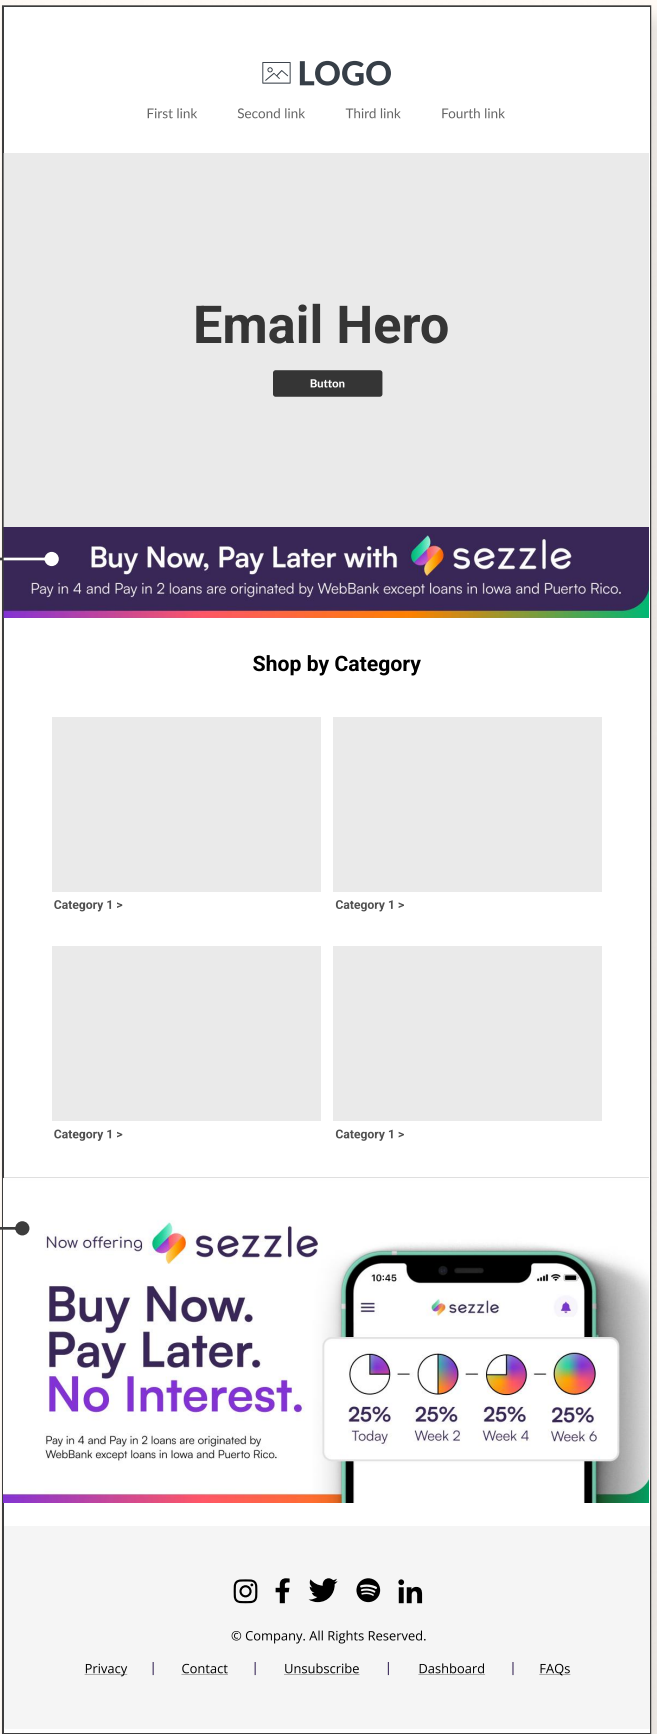 LOGO
First link Second link Third link Fourth link
Email Hero
Button
Buy Now, Pay Later with sezzle
Pay in 4 and Pay in 2 loans are originated by WebBank except loans in Iowa and Puerto Rico.
Shop by Category
Category 1 > Category 1 >
Category 1 > Category 1 >
Now offering sezzle
Buy Now.
Pay Later.
No Interest.
Pay in 4 and Pay in 2 loans are originated by
WebBank except loans in Iowa and Puerto Rico.
10:45
sezzle
25% 25% 25% 25%
Today Week 2 Week 4 Week 6
© Company. All Rights Reserved.
Privacy | Contact | Unsubscribe | Dashboard | FAQs